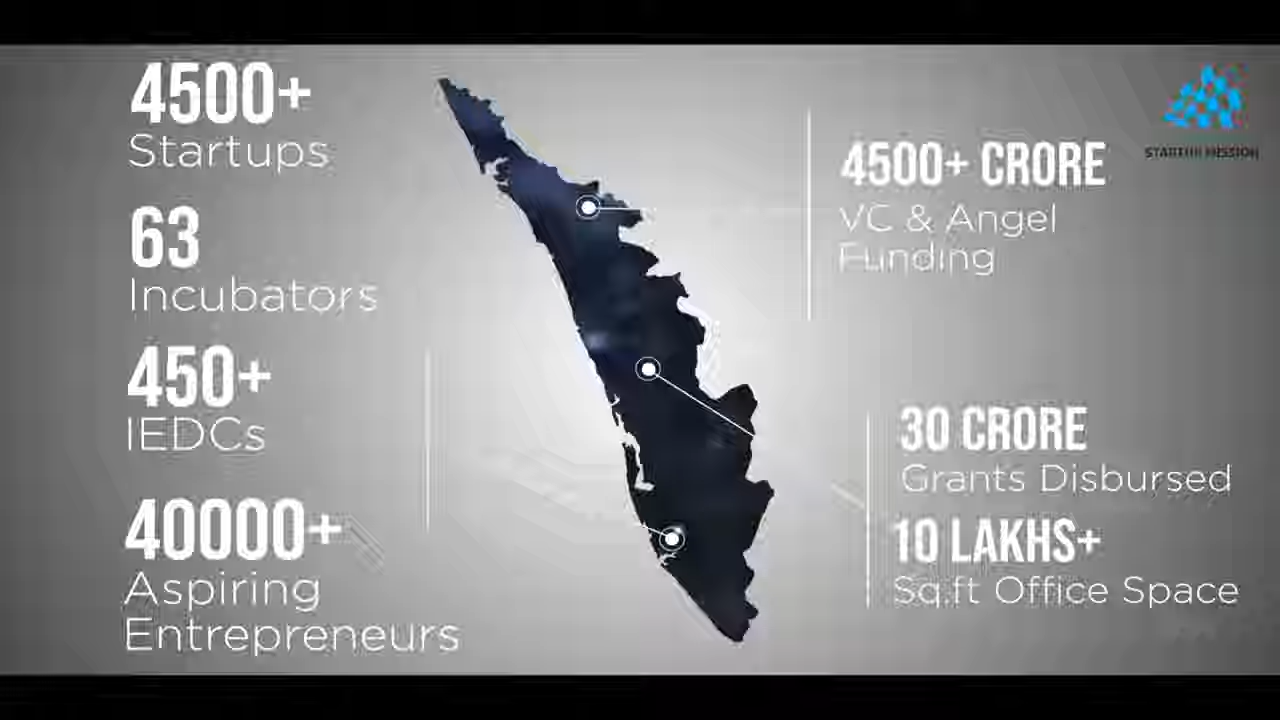 4500+
Startups
63
Incubators
450+
IEDCs
40000+
Aspiring
Entrepreneurs
4500+ CRORE
VC & Angel
Funding
30 CRORE
Grants Disbursed
10 LAKHS+
Sq.ft Office Space
STARTUP MISSION